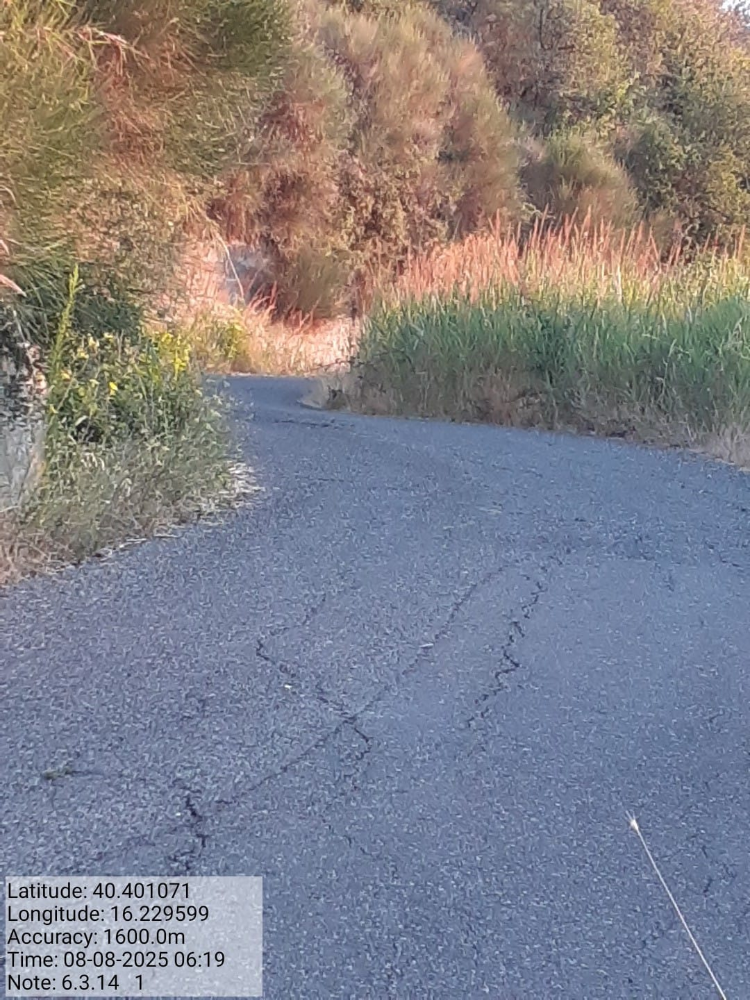 Latitude: 40.401071
Longitude: 16.229599
Accuracy: 1600.0m
Time: 08-08-2025 06:19
Note: 6.3.14 1